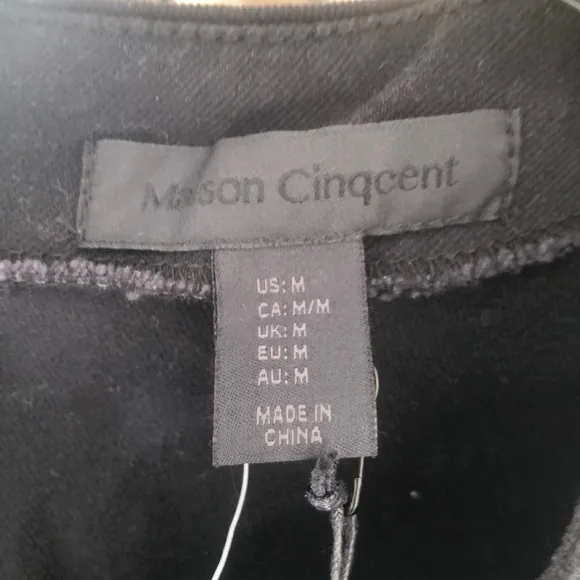 Maison Cinqcent
US: M
CA: M/M
UK: M
EU: M
AU: M
MADE IN
CHINA